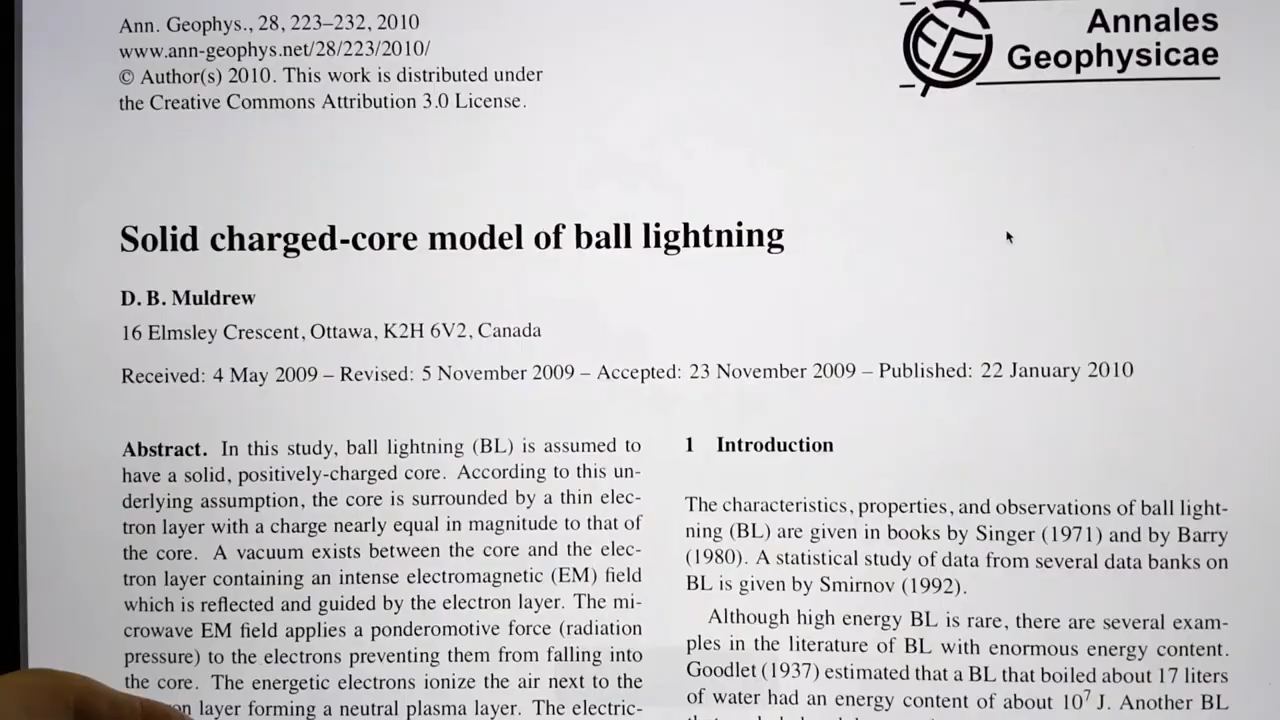 Ann. Geophys., 28, 223–232, 2010
www.ann-geophys.net/28/223/2010/
© Author(s) 2010. This work is distributed under
the Creative Commons Attribution 3.0 License.
Annales
Geophysicae
Solid charged-core model of ball lightning
D. B. Muldrew
16 Elmsley Crescent, Ottawa, K2H 6V2, Canada
Received: 4 May 2009 – Revised: 5 November 2009 – Accepted: 23 November 2009 – Published: 22 January 2010
Abstract. In this study, ball lightning (BL) is assumed to
have a solid, positively-charged core. According to this un-
derlying assumption, the core is surrounded by a thin elec-
tron layer with a charge nearly equal in magnitude to that of
the core. A vacuum exists between the core and the elec-
tron layer containing an intense electromagnetic (EM) field
which is reflected and guided by the electron layer. The mi-
crowave EM field applies a ponderomotive force (radiation
pressure) to the electrons preventing them from falling into
the core. The energetic electrons ionize the air next to the
layer forming a neutral plasma layer. The electric-
1 Introduction
The characteristics, properties, and observations of ball light-
ning (BL) are given in books by Singer (1971) and by Barry
(1980). A statistical study of data from several data banks on
BL is given by Smirnov (1992).
Although high energy BL is rare, there are several exam-
ples in the literature of BL with enormous energy content.
Goodlet (1937) estimated that a BL that boiled about 17 liters
of water had an energy content of about 10⁷ J. Another BL